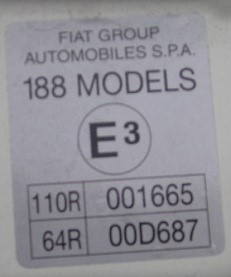 FIAT GROUP
AUTOMOBILES S.P.A.
188 MODELS
E3
110R 001665
64R 00D687